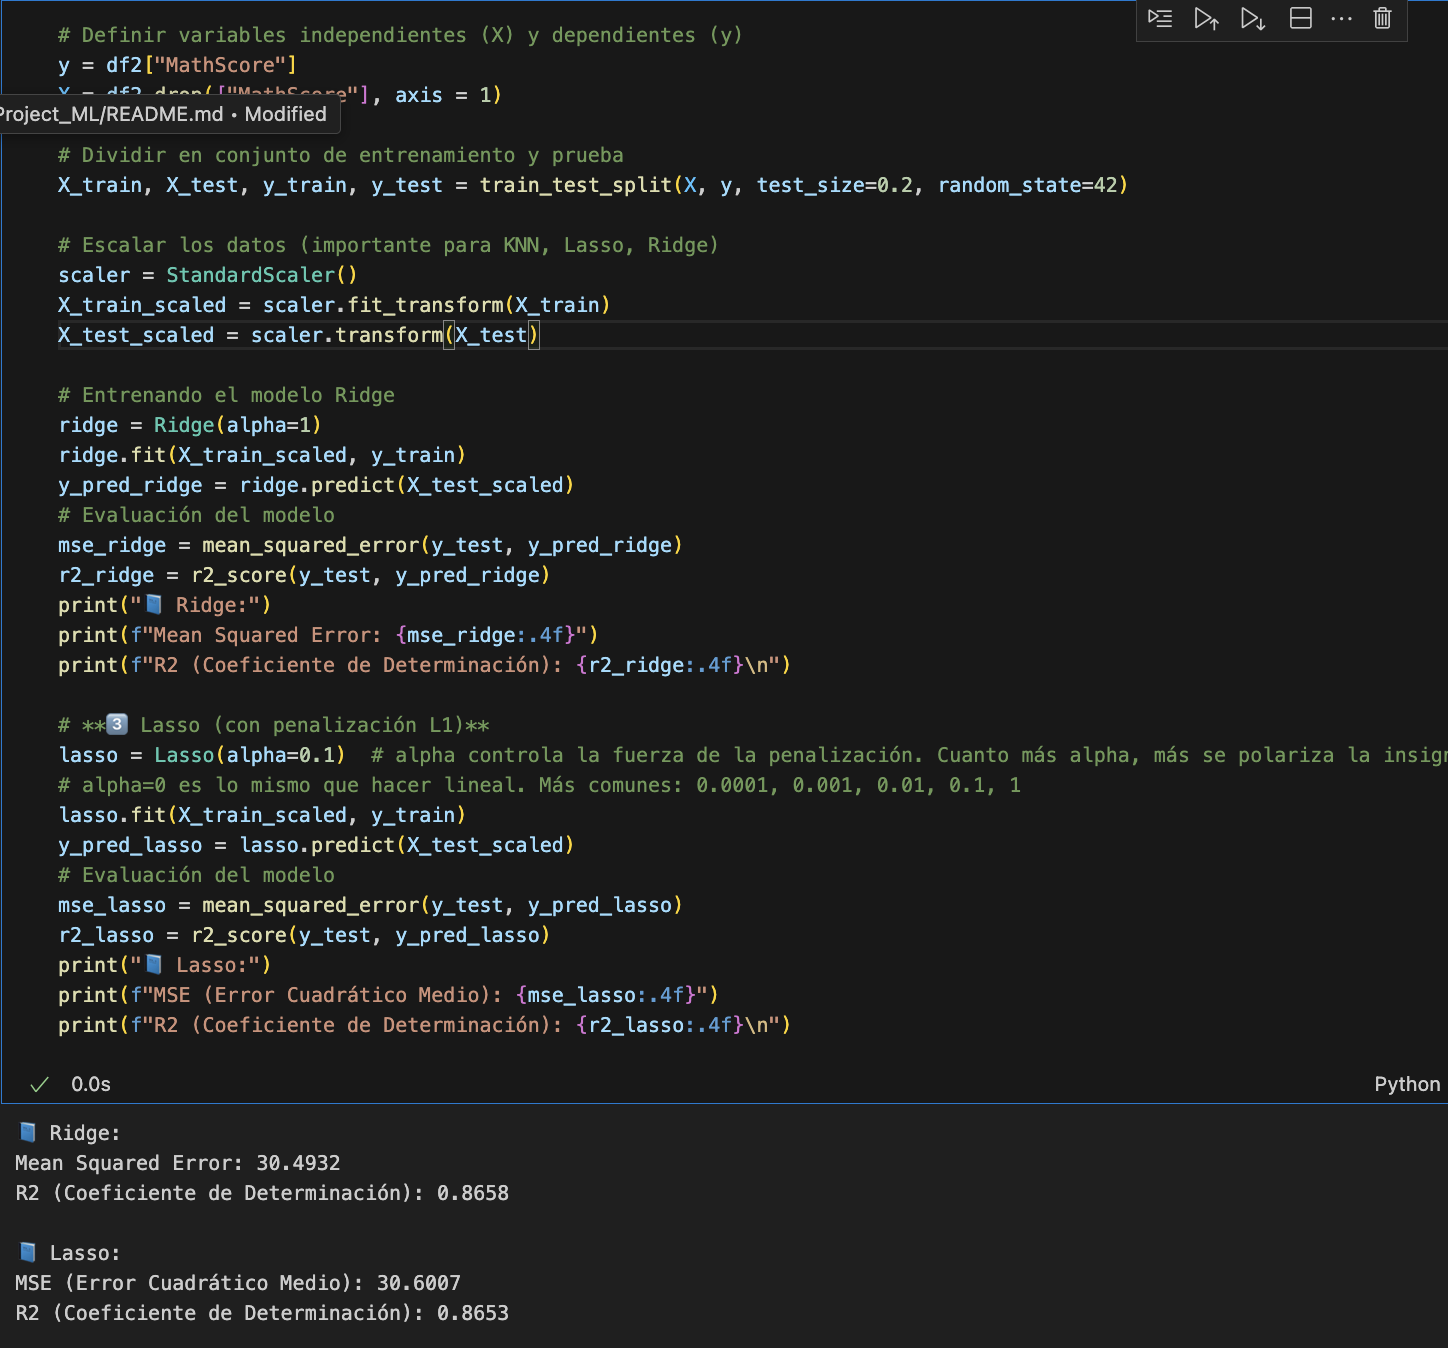 # Definir variables independientes (X) y dependientes (y)
y = df2["MathScore"]
X = df2.drop(["MathScore"], axis = 1)
Project_ML/README.md • Modified
# Dividir en conjunto de entrenamiento y prueba
X_train, X_test, y_train, y_test = train_test_split(X, y, test_size=0.2, random_state=42)
# Escalar los datos (importante para KNN, Lasso, Ridge)
scaler = StandardScaler()
X_train_scaled = scaler.fit_transform(X_train)
X_test_scaled = scaler.transform(X_test)
# Entrenando el modelo Ridge
ridge = Ridge(alpha=1)
ridge.fit(X_train_scaled, y_train)
y_pred_ridge = ridge.predict(X_test_scaled)
# Evaluación del modelo
mse_ridge = mean_squared_error(y_test, y_pred_ridge)
r2_ridge = r2_score(y_test, y_pred_ridge)
print("📘 Ridge:")
print(f"Mean Squared Error: {mse_ridge:.4f}")
print(f"R2 (Coeficiente de Determinación): {r2_ridge:.4f}\n")
# **3️⃣ Lasso (con penalización L1)**
lasso = Lasso(alpha=0.1)  # alpha controla la fuerza de la penalización. Cuanto más alpha, más se polariza la
# alpha=0 es lo mismo que hacer lineal. Más comunes: 0.0001, 0.001, 0.01, 0.1, 1
lasso.fit(X_train_scaled, y_train)
y_pred_lasso = lasso.predict(X_test_scaled)
# Evaluación del modelo
mse_lasso = mean_squared_error(y_test, y_pred_lasso)
r2_lasso = r2_score(y_test, y_pred_lasso)
print("📘 Lasso:")
print(f"MSE (Error Cuadrático Medio): {mse_lasso:.4f}")
print(f"R2 (Coeficiente de Determinación): {r2_lasso:.4f}\n")
0.0s
Python
📘 Ridge:
Mean Squared Error: 30.4932
R2 (Coeficiente de Determinación): 0.8658
📘 Lasso:
MSE (Error Cuadrático Medio): 30.6007
R2 (Coeficiente de Determinación): 0.8653